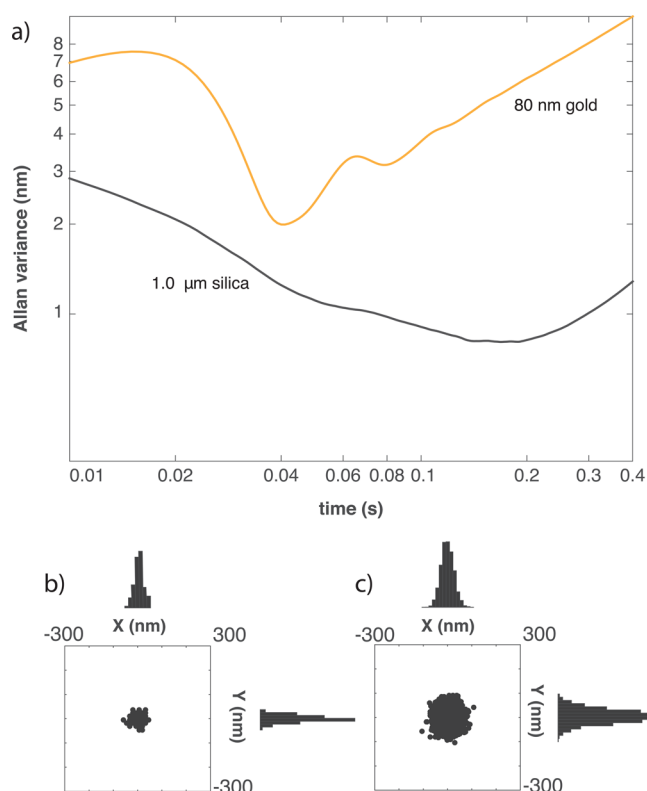 a)
8
7
6
5
4
3
2
1
Allan variance (nm)
80 nm gold
1.0 µm silica
0.01 0.02 0.04 0.06 0.08 0.1 0.2 0.3 0.4
time (s)
b)
X (nm)
-300 300
Y (nm)
-300
c)
X (nm)
-300 300
Y (nm)
-300